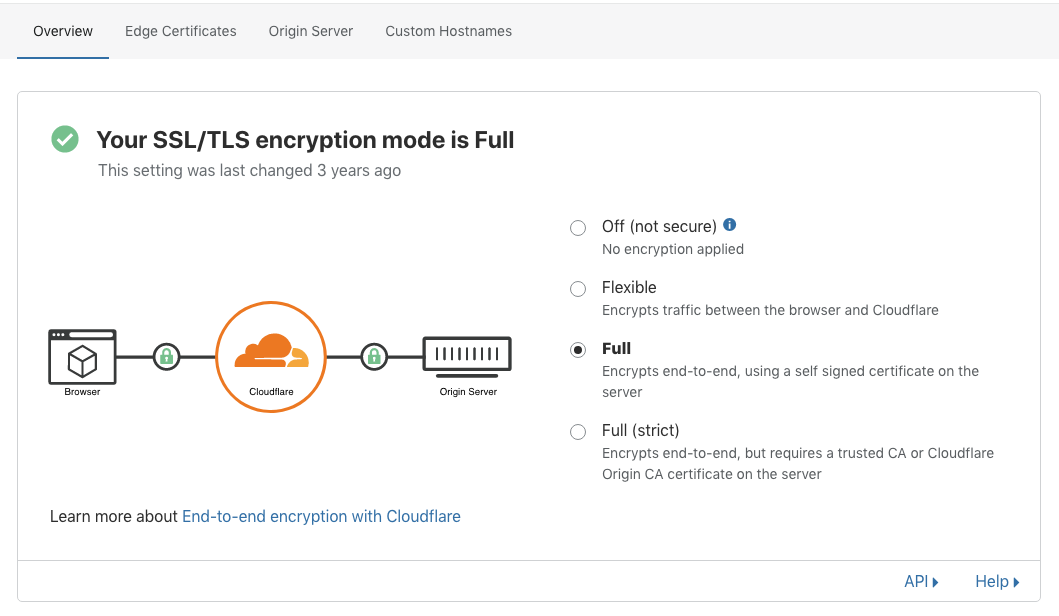 Overview
Edge Certificates
Origin Server
Custom Hostnames
Your SSL/TLS encryption mode is Full
This setting was last changed 3 years ago
Off (not secure)
No encryption applied
Flexible
Encrypts traffic between the browser and Cloudflare
Full
Encrypts end-to-end, using a self signed certificate on the
server
Full (strict)
Encrypts end-to-end, but requires a trusted CA or Cloudflare
Origin CA certificate on the server
Browser
Cloudflare
Origin Server
Learn more about End-to-end encryption with Cloudflare
API
Help